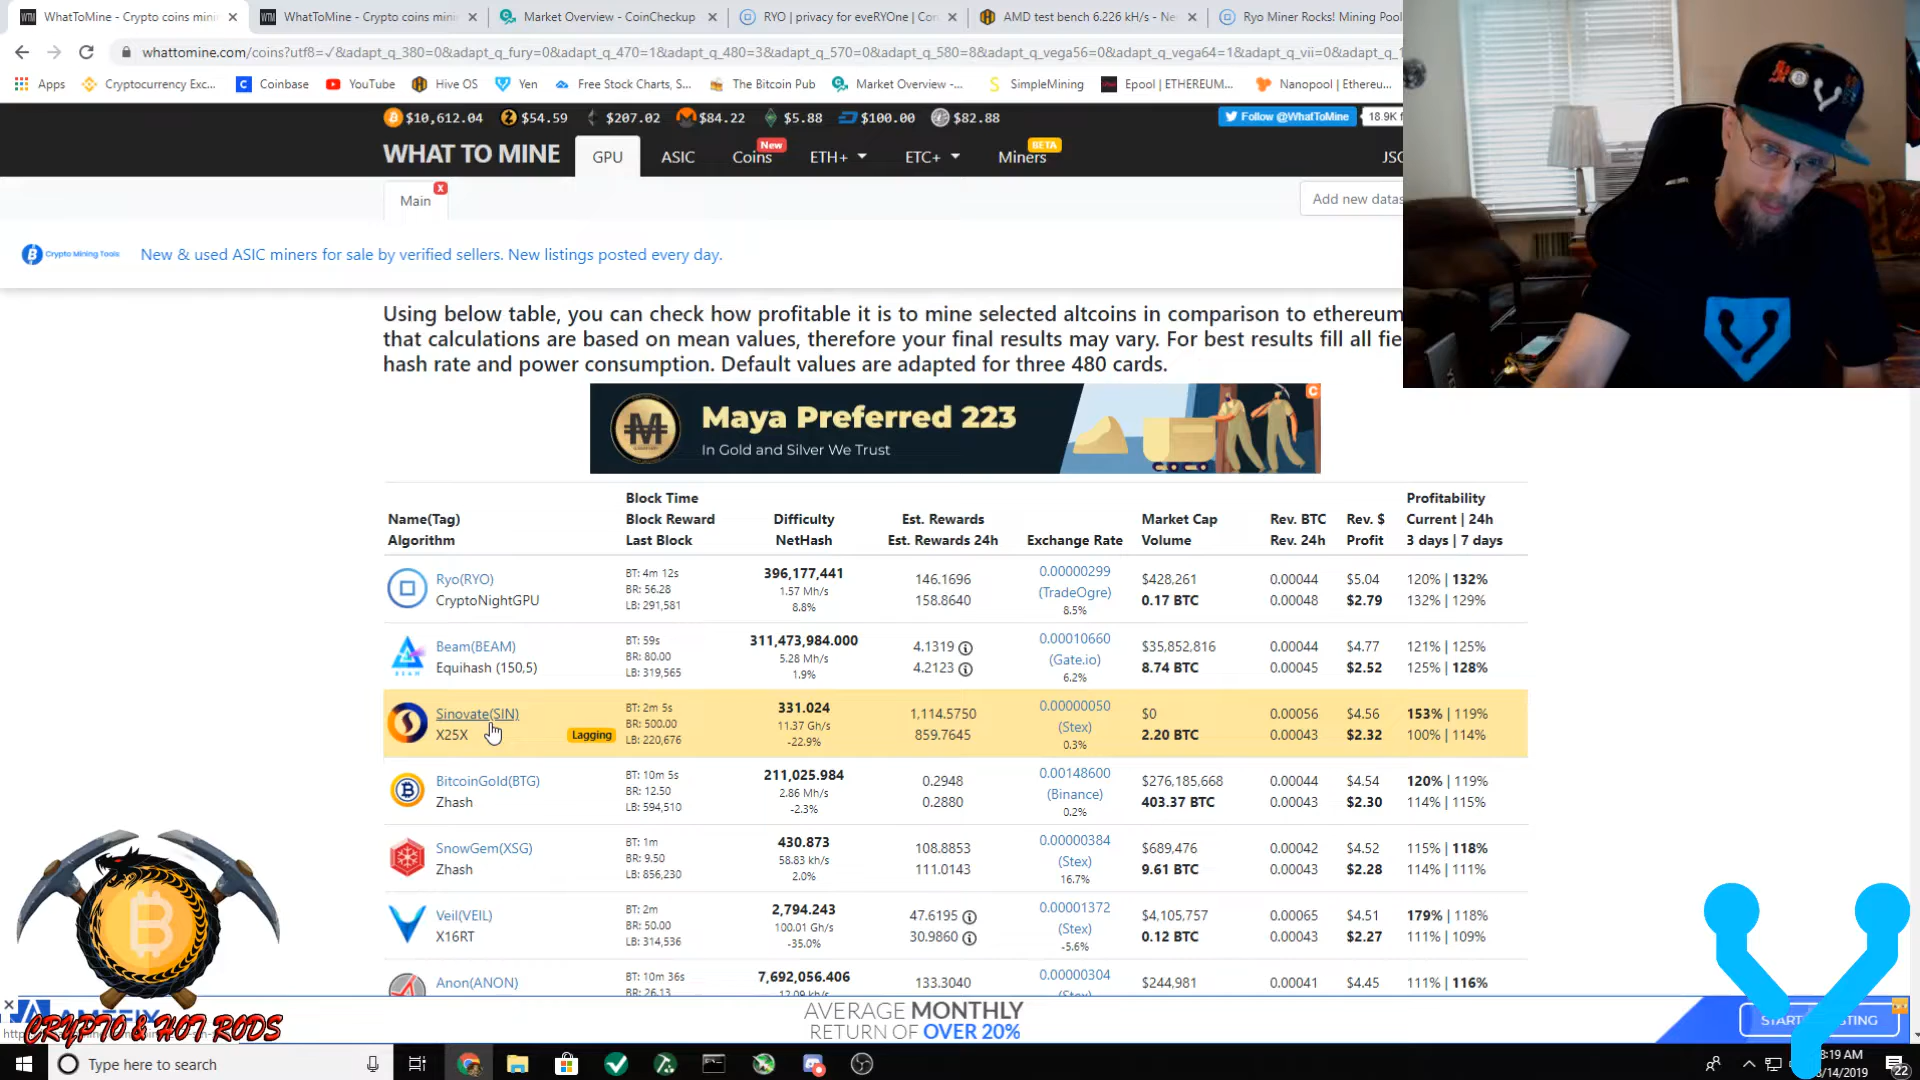 WhatToMine - Crypto coins mini
WhatToMine - Crypto coins mini
Market Overview - CoinCheckup
RYO | privacy for eveRYOne | Co
AMD test bench 6.226 kH/s - Ne
Ryo Miner Rocks! Mining Pool
whattomine.com/coins?utf8=✓&adapt_q_380=0&adapt_q_fury=0&adapt_q_470=1&adapt_q_480=3&adapt_q_570=0&adapt_q_580=8&adapt_q_vega56=0&adapt_q_vega64=1&adapt_q_vii=0&adapt_q_1
Apps Cryptocurrency Exc... Coinbase YouTube Hive OS Yen Free Stock Charts, S... The Bitcoin Pub Market Overview -... SimpleMining Epool | ETHEREUM... Nanopool | Ethereu...
$10,612.04 $54.59 $207.02 $84.22 $5.88 $100.00 $82.88
Follow @WhatToMine 18.9K f
WHAT TO MINE GPU ASIC Coins New ETH+ ETC+ Miners BETA JSO
Main x
Add new datas
Crypto Mining Tools New & used ASIC miners for sale by verified sellers. New listings posted every day.
Using below table, you can check how profitable it is to mine selected altcoins in comparison to ethereum
that calculations are based on mean values, therefore your final results may vary. For best results fill all fie
hash rate and power consumption. Default values are adapted for three 480 cards.
Maya Preferred 223
In Gold and Silver We Trust
Block Time Profitability
Name(Tag) Block Reward Difficulty Est. Rewards Market Cap Rev. BTC Rev. $ Current | 24h
Algorithm Last Block NetHash Est. Rewards 24h Exchange Rate Volume Rev. 24h Profit 3 days | 7 days
Ryo(RYO) BT: 4m 12s 396,177,441 146.1696 0.00000299 $428,261 0.00044 $5.04 120% | 132%
CryptoNightGPU BR: 56.28 1.57 Mh/s 158.8640 (TradeOgre) 0.17 BTC 0.00048 $2.79 132% | 129%
LB: 291,581 8.8% 8.5%
Beam(BEAM) BT: 59s 311,473,984.000 4.1319 0.00010660 $35,852,816 0.00044 $4.77 121% | 125%
Equihash (150,5) BR: 80.00 5.28 Mh/s 4.2123 (Gate.io) 8.74 BTC 0.00045 $2.52 125% | 128%
LB: 319,565 1.9% 6.2%
Sinovate(SIN) BT: 2m 5s 331.024 1,114.5750 0.00000050 $0 0.00056 $4.56 153% | 119%
X25X Lagging BR: 500.00 11.37 Gh/s 859.7645 (Stex) 2.20 BTC 0.00043 $2.32 100% | 114%
LB: 220,676 -22.9% 0.3%
BitcoinGold(BTG) BT: 10m 5s 211,025.984 0.2948 0.00148600 $276,185,668 0.00044 $4.54 120% | 119%
Zhash BR: 12.50 2.86 Mh/s 0.2880 (Binance) 403.37 BTC 0.00043 $2.30 114% | 115%
LB: 594,510 -2.3% 0.2%
SnowGem(XSG) BT: 1m 430.873 108.8853 0.00000384 $689,476 0.00042 $4.52 115% | 118%
Zhash BR: 9.50 58.83 kh/s 111.0143 (Stex) 9.61 BTC 0.00043 $2.28 114% | 111%
LB: 856,230 2.0% 16.7%
Veil(VEIL) BT: 2m 2,794.243 47.6195 0.00001372 $4,105,757 0.00065 $4.51 179% | 118%
X16RT BR: 50.00 100.01 Gh/s 30.9860 (Stex) 0.12 BTC 0.00043 $2.27 111% | 109%
LB: 314,536 -35.0% -5.6%
Anon(ANON) BT: 10m 36s 7,692,056.406 133.3040 0.00000304 $244,981 0.00041 $4.45 111% | 116%
BR: 26.13 12.09 kh/s (Stex)
AVERAGE MONTHLY
RETURN OF OVER 20%
CRYPTO & HOT RODS
Type here to search
:19 AM
/14/2019
22